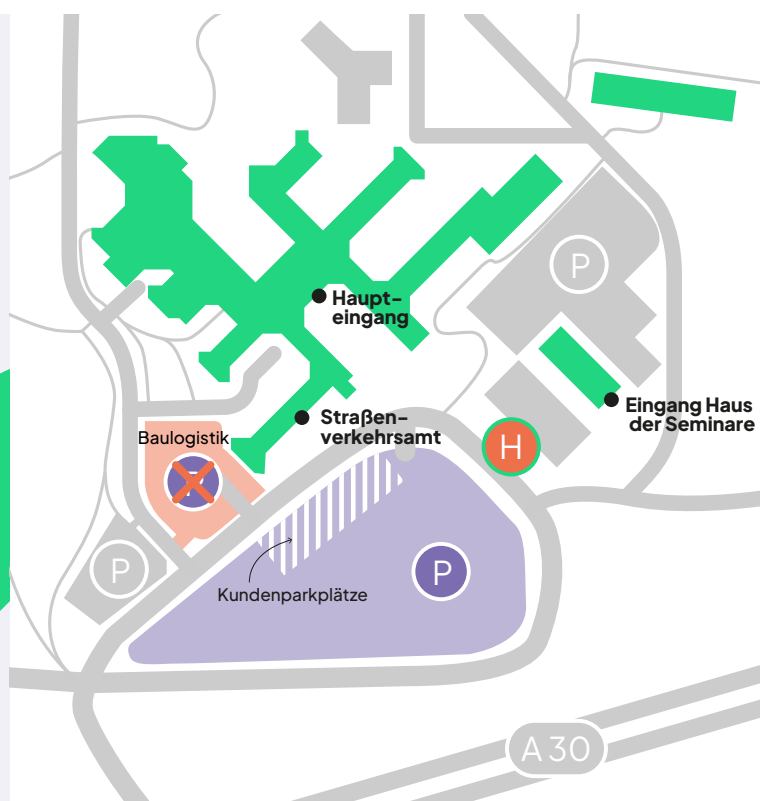 P
Haupt-
eingang
Eingang Haus
der Seminare
Straßen-
verkehrsamt
Baulogistik
H
P
P
Kundenparkplätze
A 30